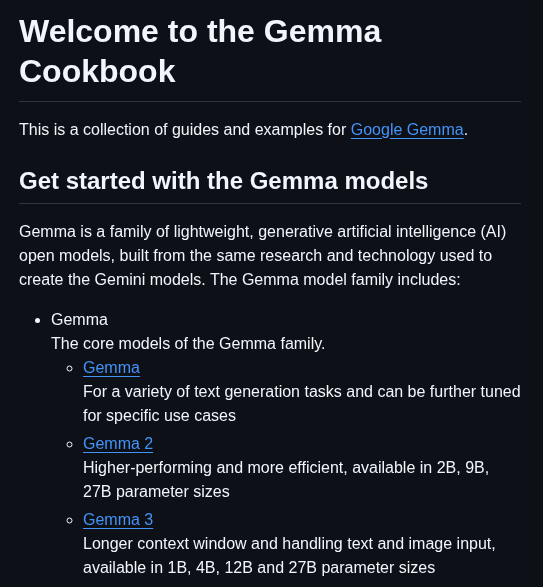 Welcome to the Gemma
Cookbook
This is a collection of guides and examples for Google Gemma.
Get started with the Gemma models
Gemma is a family of lightweight, generative artificial intelligence (AI)
open models, built from the same research and technology used to
create the Gemini models. The Gemma model family includes:
Gemma
The core models of the Gemma family.
Gemma
For a variety of text generation tasks and can be further tuned
for specific use cases
Gemma 2
Higher-performing and more efficient, available in 2B, 9B,
27B parameter sizes
Gemma 3
Longer context window and handling text and image input,
available in 1B, 4B, 12B and 27B parameter sizes